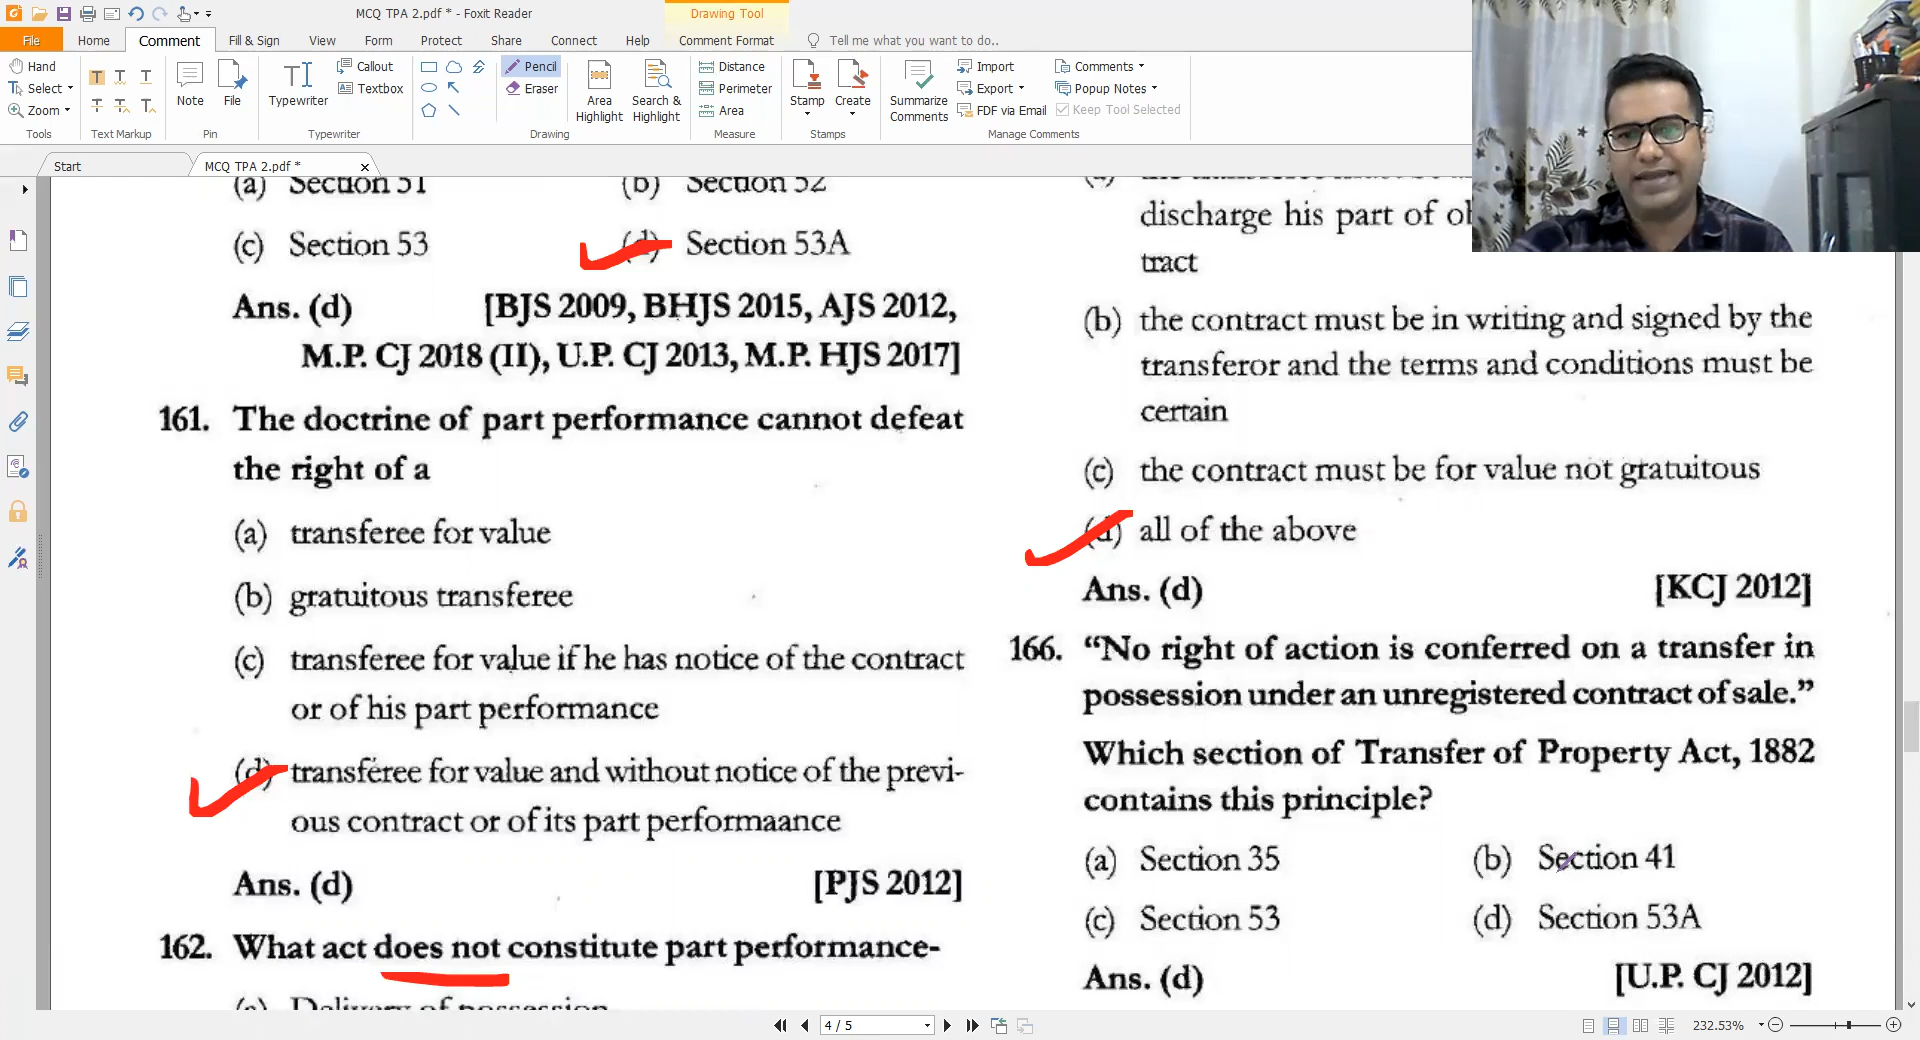 MCQ TPA 2.pdf * - Foxit Reader
Drawing Tool
File
Home
Comment
Fill & Sign
View
Form
Protect
Share
Connect
Help
Comment Format
Tell me what you want to do..
Hand
Select
Zoom
Tools
Text Markup
Note
File
Pin
Typewriter
Callout
Textbox
Typewriter
Pencil
Eraser
Drawing
Area
Highlight
Search &
Highlight
Distance
Perimeter
Area
Measure
Stamp
Create
Stamps
Summarize
Comments
Import
Export
FDF via Email
Comments
Popup Notes
Keep Tool Selected
Manage Comments
Start
MCQ TPA 2.pdf *
(a) Section 51
(b) Section 52
(c) Section 53
(d) Section 53A
Ans. (d) [BJS 2009, BHJS 2015, AJS 2012,
M.P. CJ 2018 (II), U.P. CJ 2013, M.P. HJS 2017]
161. The doctrine of part performance cannot defeat
the right of a
(a) transferee for value
(b) gratuitous transferee
(c) transferee for value if he has notice of the contract
or of his part performance
(d) transferee for value and without notice of the previ-
ous contract or of its part performaance
Ans. (d) [PJS 2012]
162. What act does not constitute part performance-
(a) Delivery of possession
discharge his part of
tract
(b) the contract must be in writing and signed by the
transferor and the terms and conditions must be
certain
(c) the contract must be for value not gratuitous
(d) all of the above
Ans. (d) [KCJ 2012]
166. “No right of action is conferred on a transfer in
possession under an unregistered contract of sale.”
Which section of Transfer of Property Act, 1882
contains this principle?
(a) Section 35
(b) Section 41
(c) Section 53
(d) Section 53A
Ans. (d) [U.P. CJ 2012]
4 / 5
232.53%